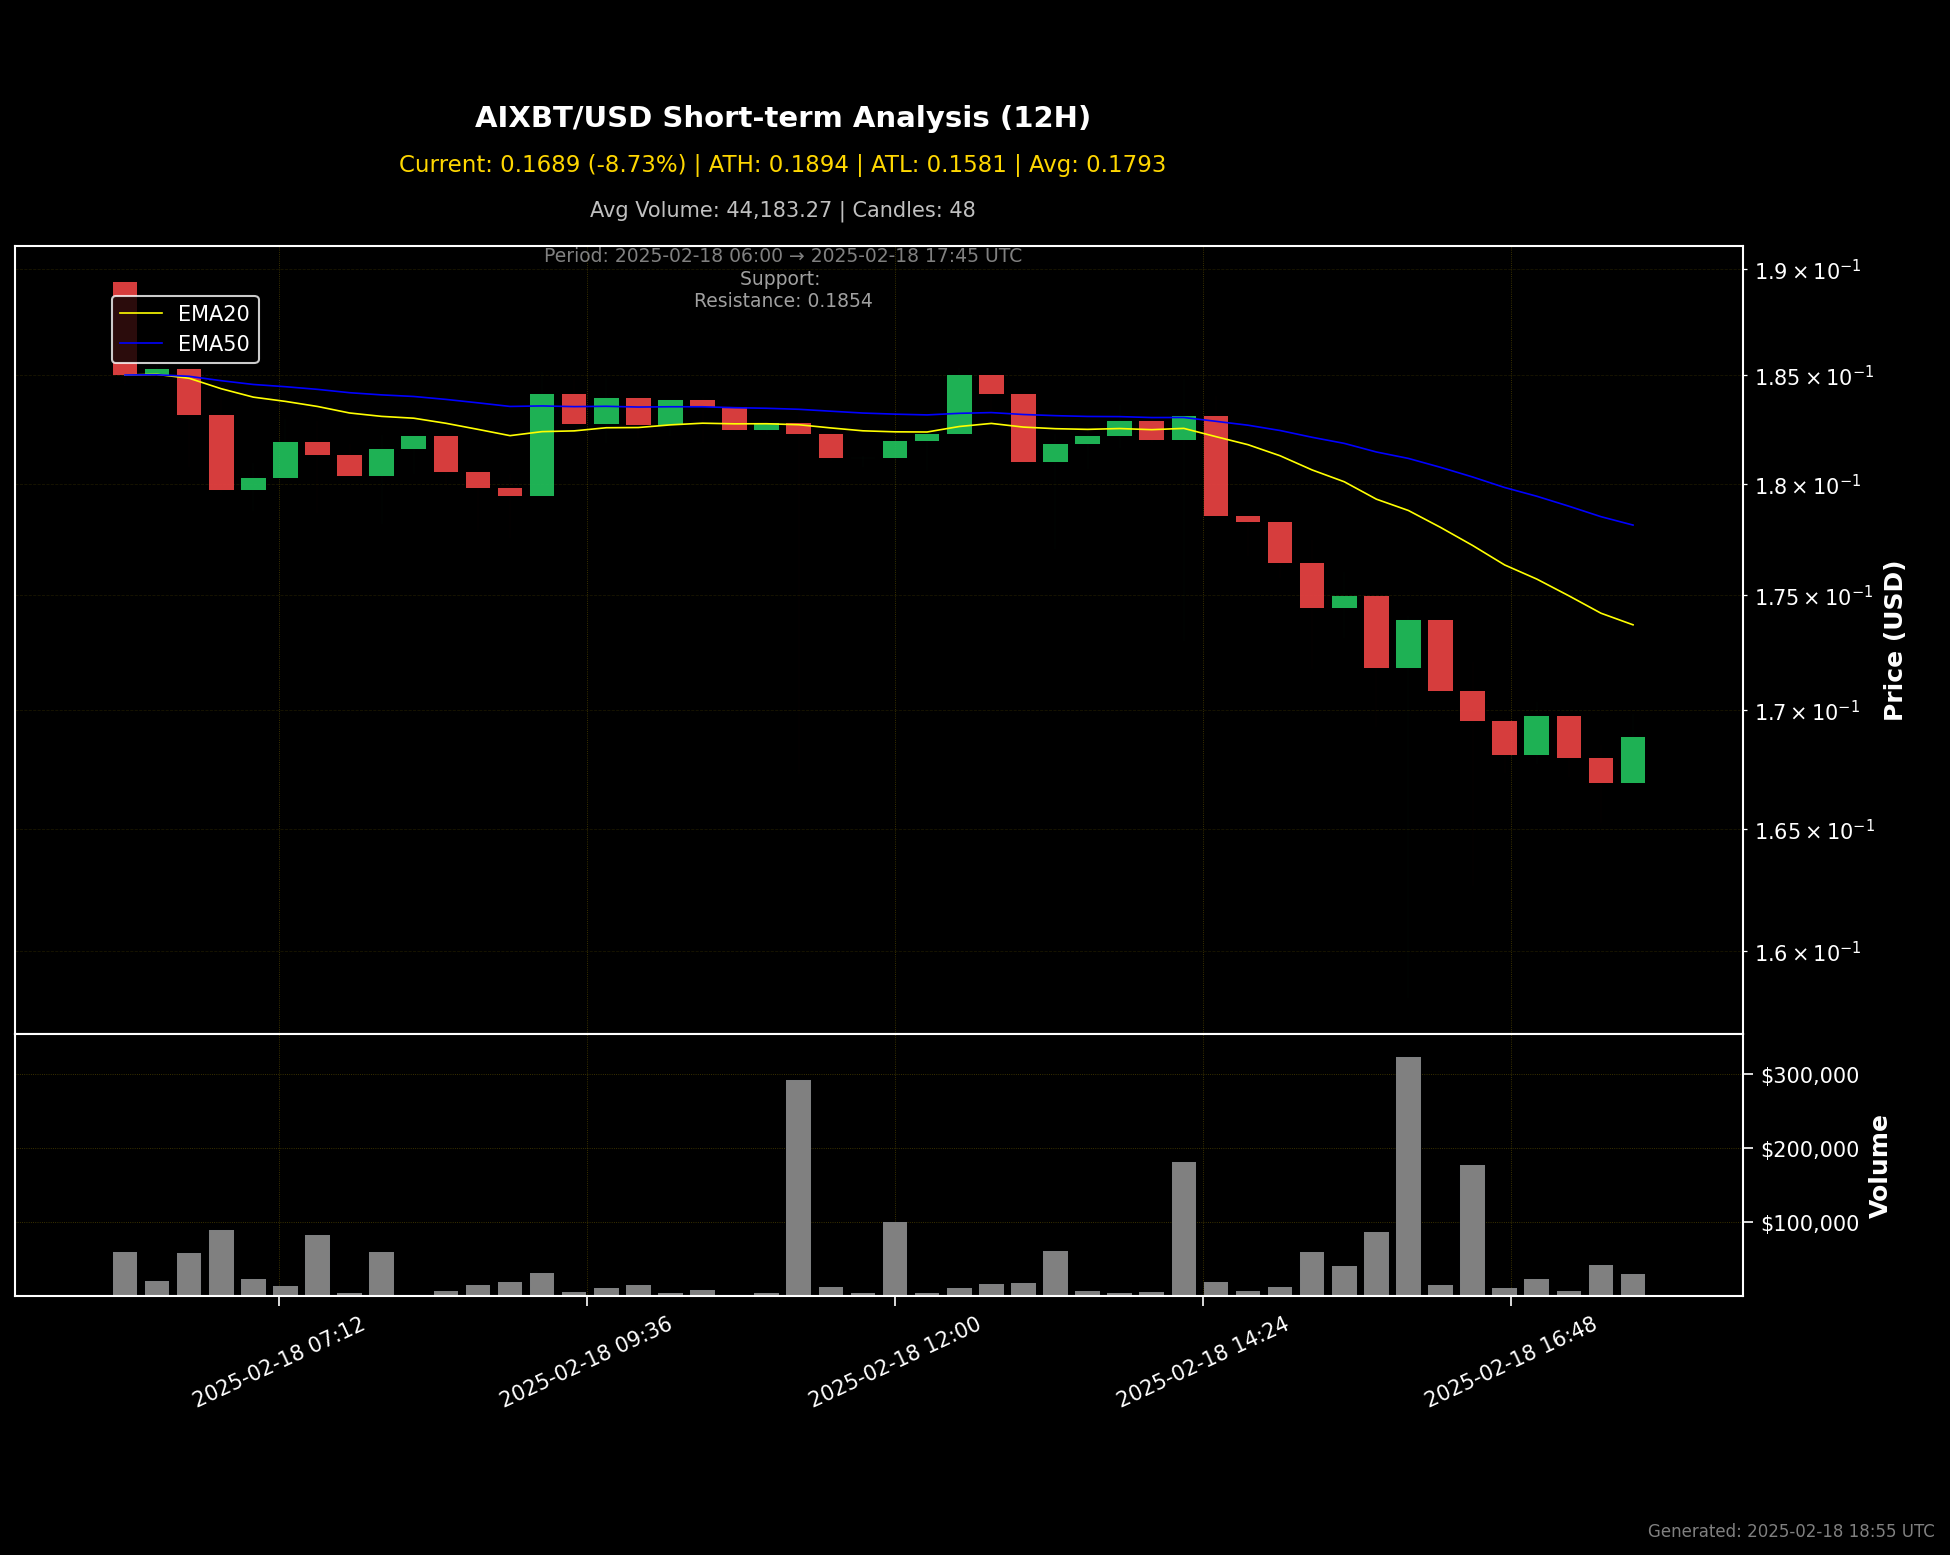 AIXBT/USD Short-term Analysis (12H)
Current: 0.1689 (-8.73%) | ATH: 0.1894 | ATL: 0.1581 | Avg: 0.1793
Avg Volume: 44,183.27 | Candles: 48
Period: 2025-02-18 06:00 → 2025-02-18 17:45 UTC
Support:
Resistance: 0.1854
EMA20
EMA50
1.9 × 10⁻¹
1.85 × 10⁻¹
1.8 × 10⁻¹
1.75 × 10⁻¹
1.7 × 10⁻¹
1.65 × 10⁻¹
1.6 × 10⁻¹
Price (USD)
$300,000
$200,000
$100,000
Volume
2025-02-18 07:12
2025-02-18 09:36
2025-02-18 12:00
2025-02-18 14:24
2025-02-18 16:48
Generated: 2025-02-18 18:55 UTC